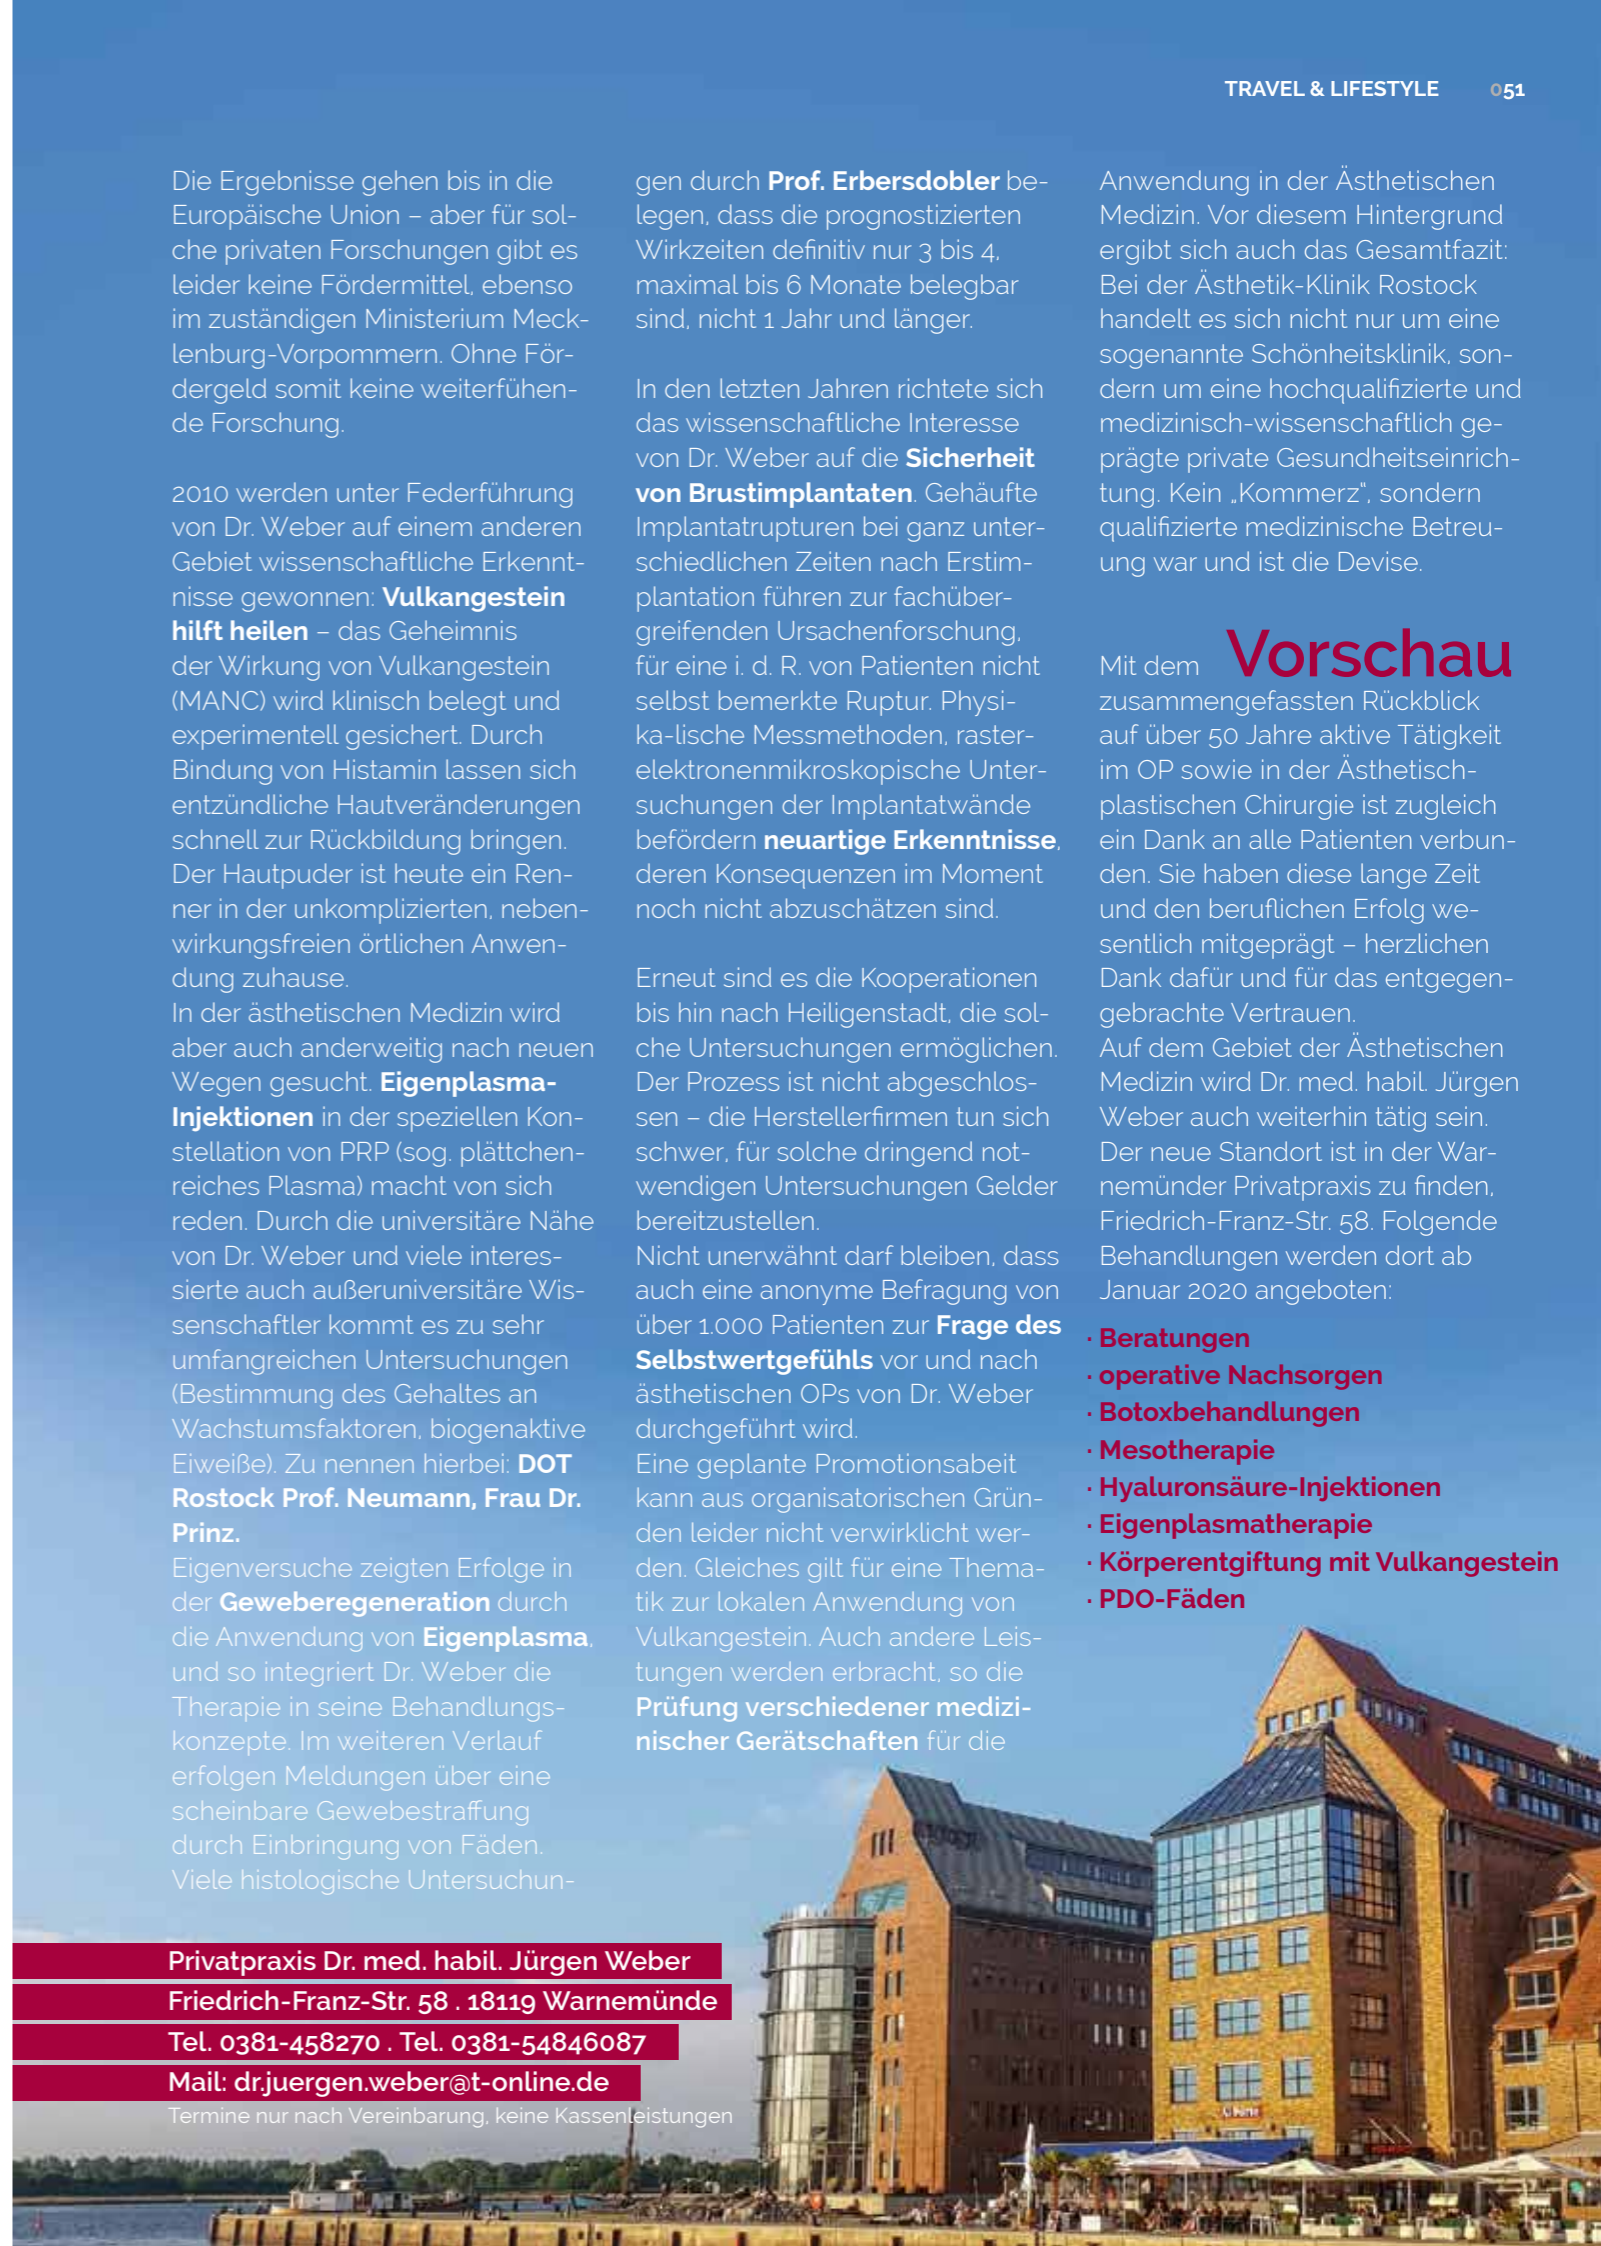 TRAVEL & LIFESTYLE 051
Die Ergebnisse gehen bis in die
Europäische Union – aber für sol-
che privaten Forschungen gibt es
leider keine Fördermittel, ebenso
im zuständigen Ministerium Meck-
lenburg-Vorpommern. Ohne För-
dergeld somit keine weiterfühen-
de Forschung.
2010 werden unter Federführung
von Dr. Weber auf einem anderen
Gebiet wissenschaftliche Erkennt-
nisse gewonnen: Vulkangestein
hilft heilen – das Geheimnis
der Wirkung von Vulkangestein
(MANC) wird klinisch belegt und
experimentell gesichert. Durch
Bindung von Histamin lassen sich
entzündliche Hautveränderungen
schnell zur Rückbildung bringen.
Der Hautpuder ist heute ein Ren-
ner in der unkomplizierten, neben-
wirkungsfreien örtlichen Anwen-
dung zuhause.
In der ästhetischen Medizin wird
aber auch anderweitig nach neuen
Wegen gesucht. Eigenplasma-
Injektionen in der speziellen Kon-
stellation von PRP (sog. plättchen-
reiches Plasma) macht von sich
reden. Durch die universitäre Nähe
von Dr. Weber und viele interes-
sierte auch außeruniversitäre Wis-
senschaftler kommt es zu sehr
umfangreichen Untersuchungen
(Bestimmung des Gehaltes an
Wachstumsfaktoren, biogenaktive
Eiweiße). Zu nennen hierbei: DOT
Rostock Prof. Neumann, Frau Dr.
Prinz.
Eigenversuche zeigten Erfolge in
der Geweberegeneration durch
die Anwendung von Eigenplasma,
und so integriert Dr. Weber die
Therapie in seine Behandlungs-
konzepte. Im weiteren Verlauf
erfolgen Meldungen über eine
scheinbare Gewebestraffung
durch Einbringung von Fäden.
Viele histologische Untersuchun-
gen durch Prof. Erbersdobler be-
legen, dass die prognostizierten
Wirkzeiten definitiv nur 3 bis 4,
maximal bis 6 Monate belegbar
sind, nicht 1 Jahr und länger.
In den letzten Jahren richtete sich
das wissenschaftliche Interesse
von Dr. Weber auf die Sicherheit
von Brustimplantaten. Gehäufte
Implantatrupturen bei ganz unter-
schiedlichen Zeiten nach Erstim-
plantation führen zur fachüber-
greifenden Ursachenforschung,
für eine i. d. R. von Patienten nicht
selbst bemerkte Ruptur. Physi-
ka-lische Messmethoden, raster-
elektronenmikroskopische Unter-
suchungen der Implantatwände
befördern neuartige Erkenntnisse,
deren Konsequenzen im Moment
noch nicht abzuschätzen sind.
Erneut sind es die Kooperationen
bis hin nach Heiligenstadt, die sol-
che Untersuchungen ermöglichen.
Der Prozess ist nicht abgeschlos-
sen – die Herstellerfirmen tun sich
schwer, für solche dringend not-
wendigen Untersuchungen Gelder
bereitzustellen.
Nicht unerwähnt darf bleiben, dass
auch eine anonyme Befragung von
über 1.000 Patienten zur Frage des
Selbstwertgefühls vor und nach
ästhetischen OPs von Dr. Weber
durchgeführt wird.
Eine geplante Promotionsabeit
kann aus organisatorischen Grün-
den leider nicht verwirklicht wer-
den. Gleiches gilt für eine Thema-
tik zur lokalen Anwendung von
Vulkangestein. Auch andere Leis-
tungen werden erbracht, so die
Prüfung verschiedener medizi-
nischer Gerätschaften für die
Anwendung in der Ästhetischen
Medizin. Vor diesem Hintergrund
ergibt sich auch das Gesamtfazit:
Bei der Ästhetik-Klinik Rostock
handelt es sich nicht nur um eine
sogenannte Schönheitsklinik, son-
dern um eine hochqualifizierte und
medizinisch-wissenschaftlich ge-
prägte private Gesundheitseinrich-
tung. Kein „Kommerz", sondern
qualifizierte medizinische Betreu-
ung war und ist die Devise.
Vorschau
Mit dem
zusammengefassten Rückblick
auf über 50 Jahre aktive Tätigkeit
im OP sowie in der Ästhetisch-
plastischen Chirurgie ist zugleich
ein Dank an alle Patienten verbun-
den. Sie haben diese lange Zeit
und den beruflichen Erfolg we-
sentlich mitgeprägt – herzlichen
Dank dafür und für das entgegen-
gebrachte Vertrauen.
Auf dem Gebiet der Ästhetischen
Medizin wird Dr. med. habil. Jürgen
Weber auch weiterhin tätig sein.
Der neue Standort ist in der War-
nemünder Privatpraxis zu finden,
Friedrich-Franz-Str. 58. Folgende
Behandlungen werden dort ab
Januar 2020 angeboten:
· Beratungen
· operative Nachsorgen
· Botoxbehandlungen
· Mesotherapie
· Hyaluronsäure-Injektionen
· Eigenplasmatherapie
· Körperentgiftung mit Vulkangestein
· PDO-Fäden
Privatpraxis Dr. med. habil. Jürgen Weber
Friedrich-Franz-Str. 58 . 18119 Warnemünde
Tel. 0381-458270 . Tel. 0381-54846087
Mail: dr.juergen.weber@t-online.de
Termine nur nach Vereinbarung, keine Kassenleistungen